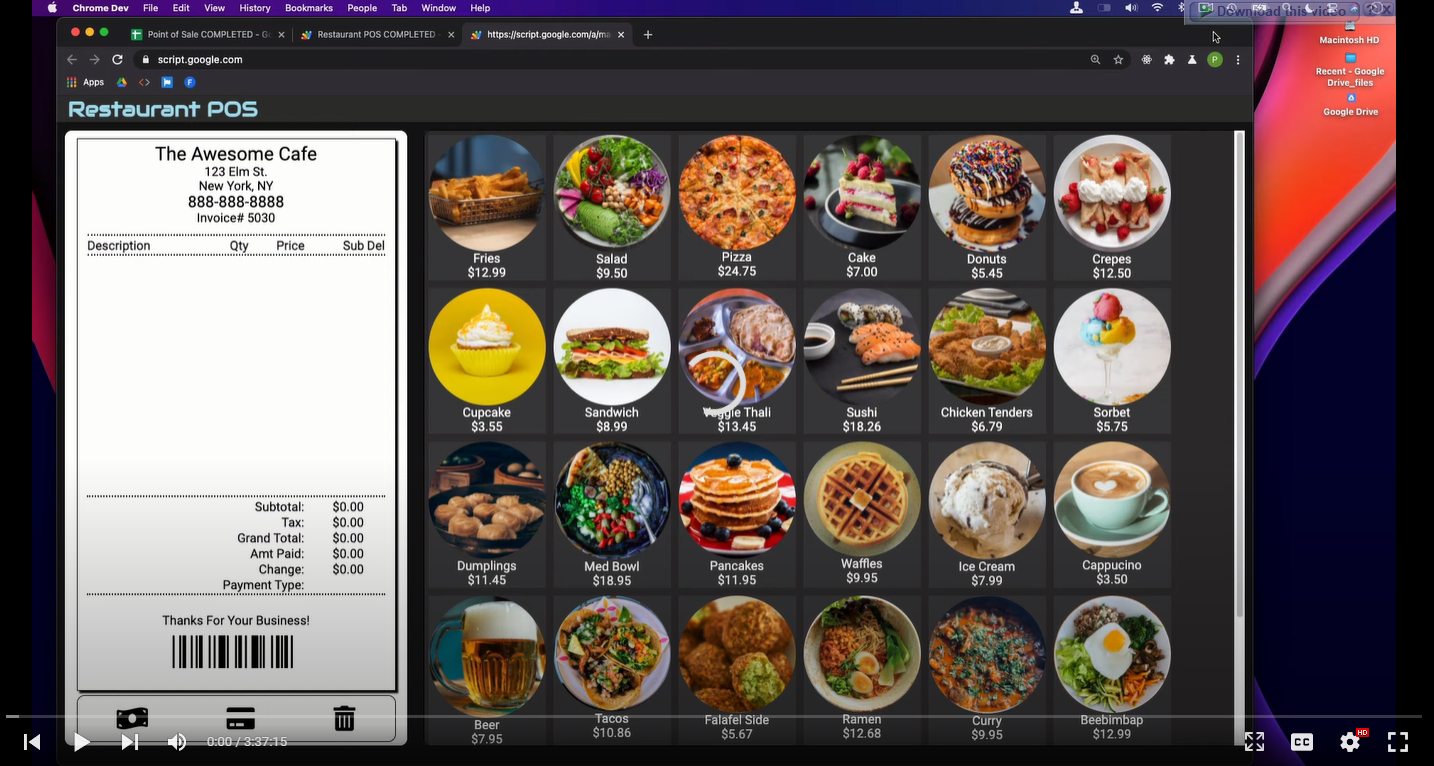 Chrome Dev File Edit View History Bookmarks People Tab Window Help
Download this video ? X
Point of Sale COMPLETED - Go
Restaurant POS COMPLETED -
https://script.google.com/a/ma
script.google.com
P
Apps
F
Macintosh HD
Recent - Google
Drive_files
Google Drive
Restaurant POS
The Awesome Cafe
123 Elm St.
New York, NY
888-888-8888
Invoice# 5030
Description Qty Price Sub Del
Subtotal: $0.00
Tax: $0.00
Grand Total: $0.00
Amt Paid: $0.00
Change: $0.00
Payment Type:
Thanks For Your Business!
Fries Salad Pizza Cake Donuts Crepes
$12.99 $9.50 $24.75 $7.00 $5.45 $12.50
Cupcake Sandwich Veggie Thali Sushi Chicken Tenders Sorbet
$3.55 $8.99 $13.45 $18.26 $6.79 $5.75
Dumplings Med Bowl Pancakes Waffles Ice Cream Cappucino
$11.45 $18.95 $11.95 $9.95 $7.99 $3.50
Beer Tacos Falafel Side Ramen Curry Beebimbap
$7.95 $10.86 $5.67 $12.68 $9.95 $12.99
0:00 / 3:37:15
CC
HD